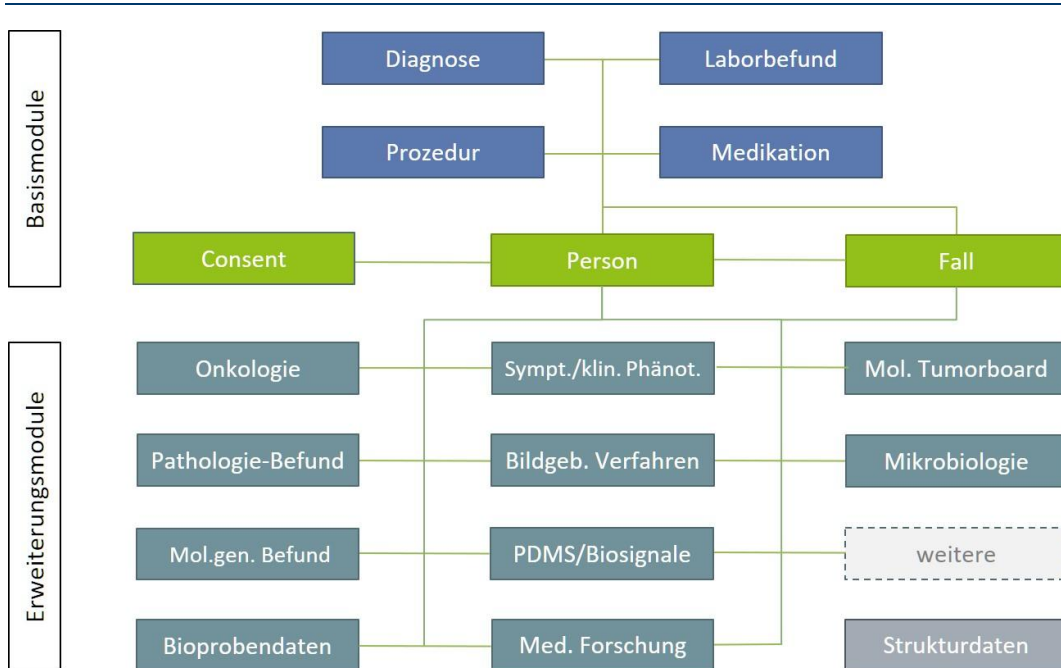 Basismodule
Diagnose
Laborbefund
Prozedur
Medikation
Consent
Person
Fall
Erweiterungsmodule
Onkologie
Sympt./klin. Phänot.
Mol. Tumorboard
Pathologie-Befund
Bildgeb. Verfahren
Mikrobiologie
Mol.gen. Befund
PDMS/Biosignale
weitere
Bioprobendaten
Med. Forschung
Strukturdaten